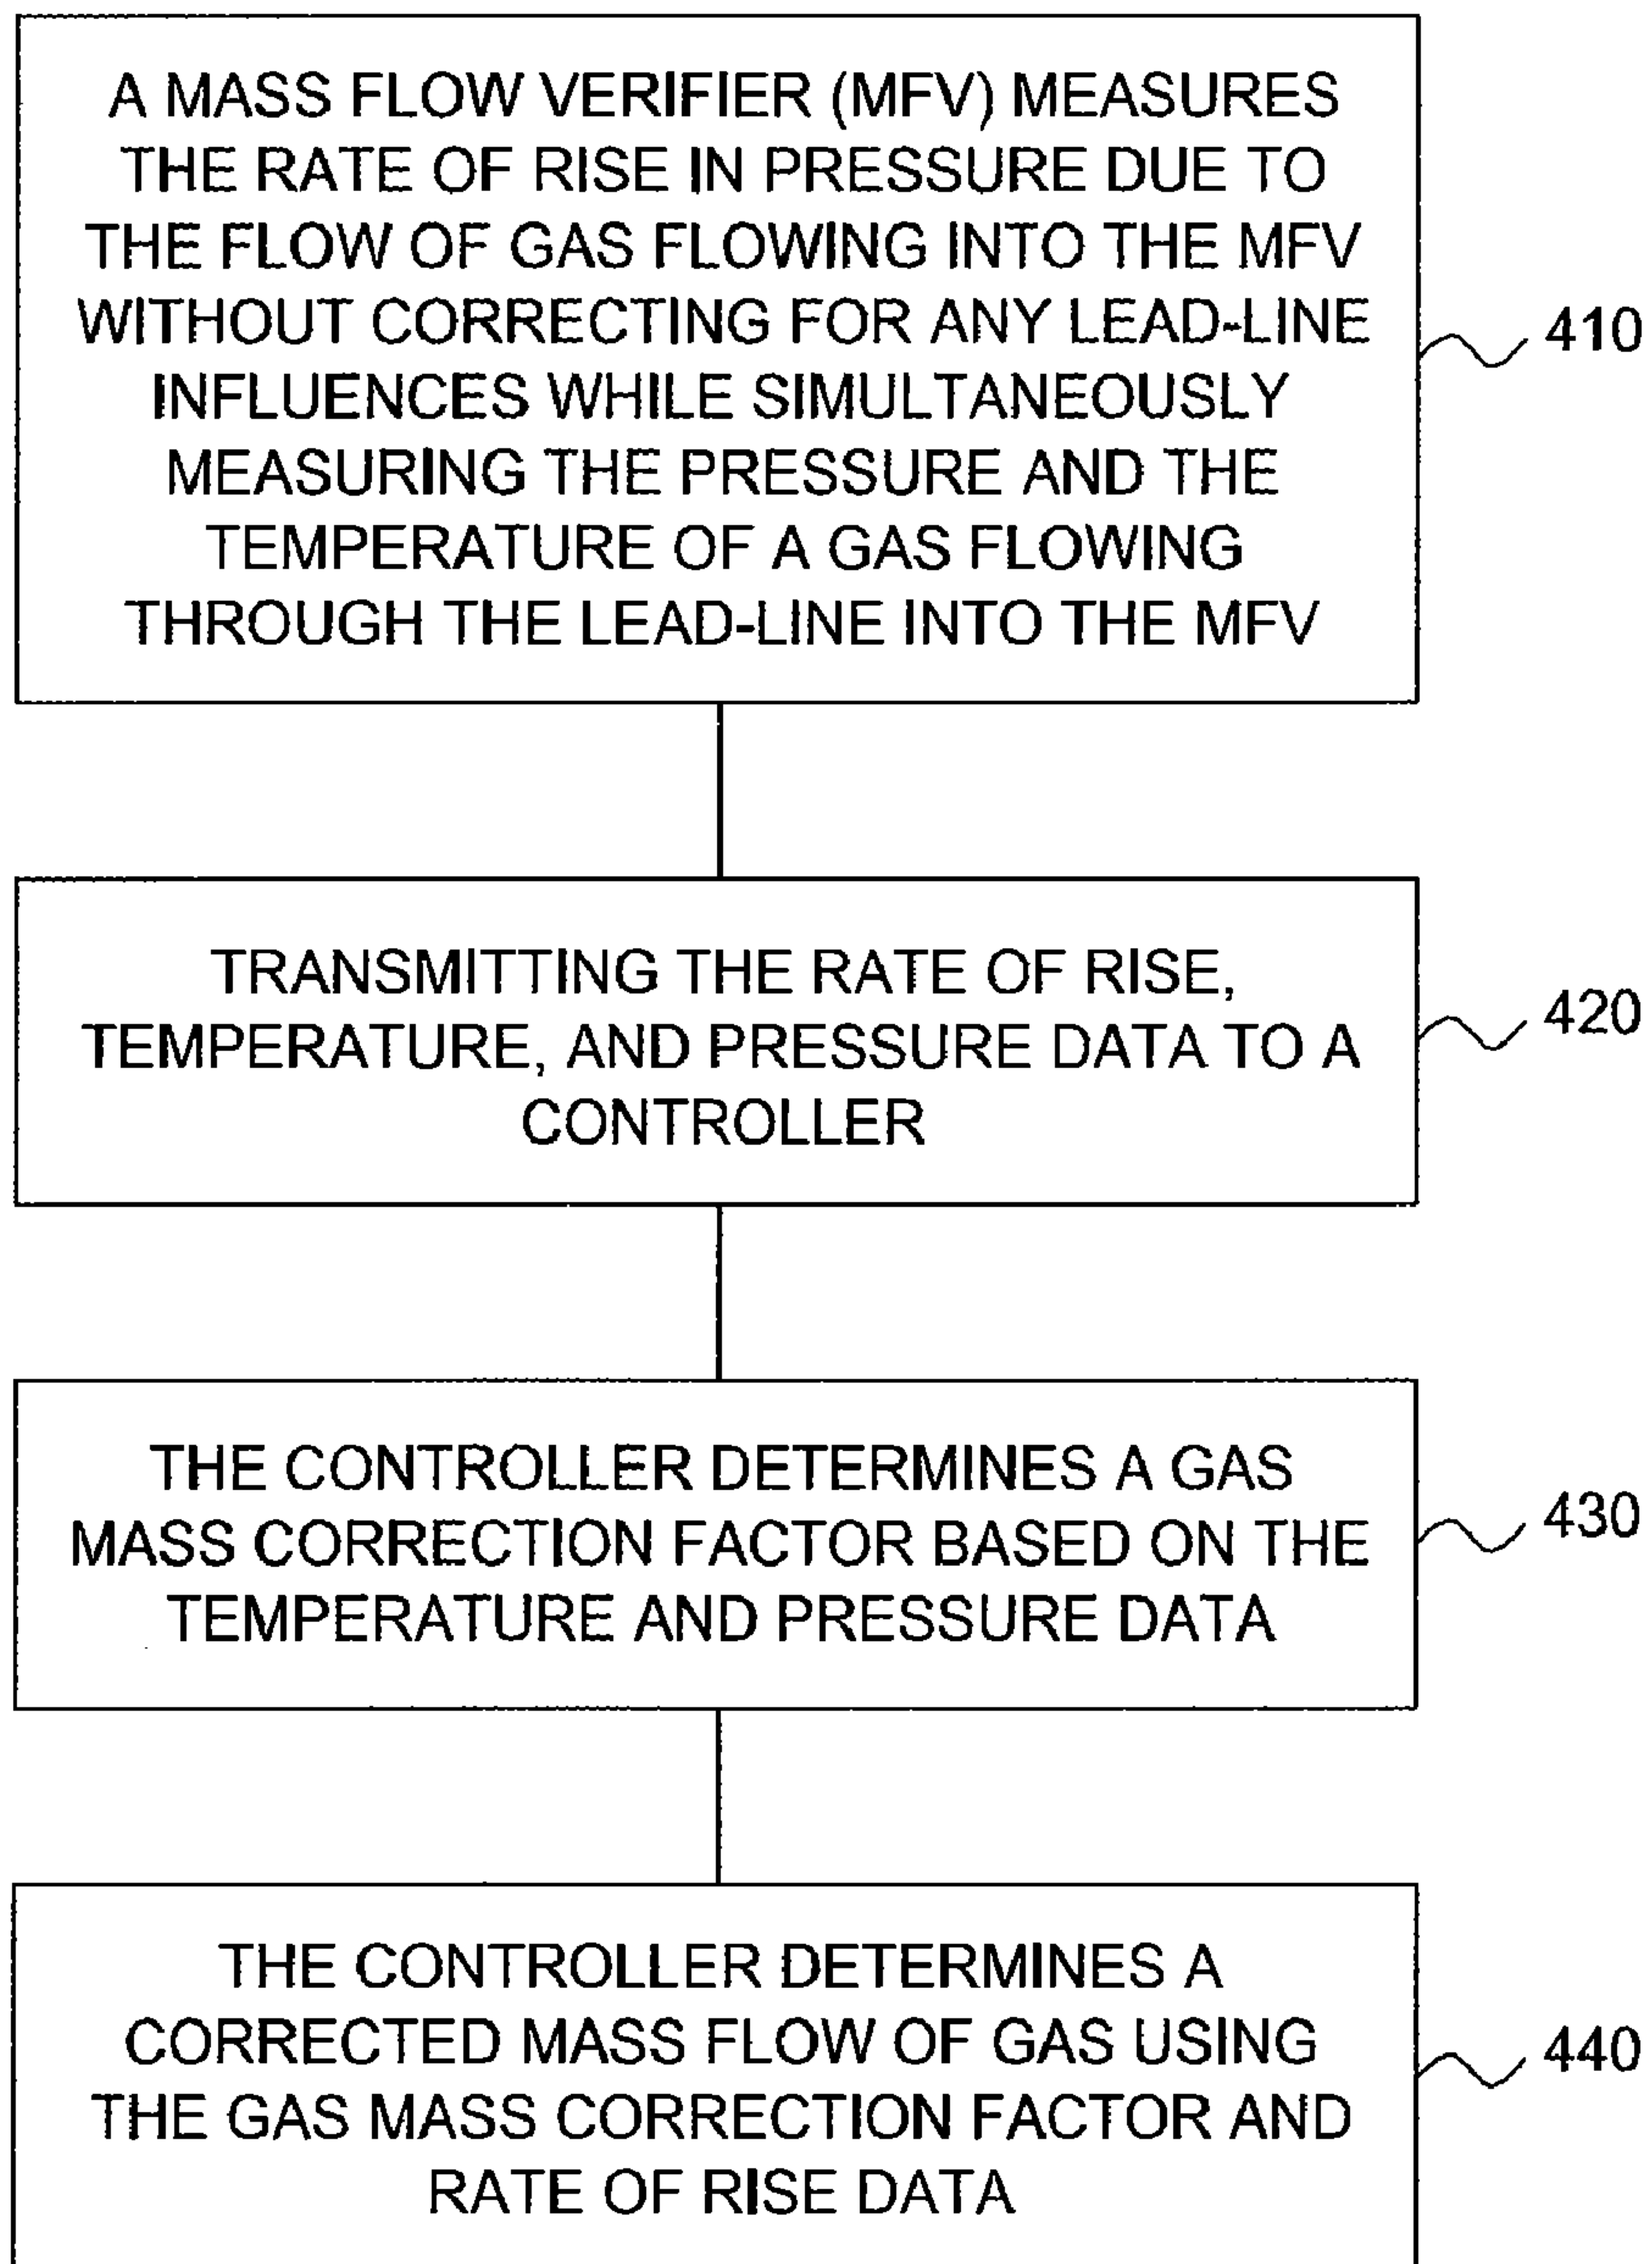 A MASS FLOW VERIFIER (MFV) MEASURES
THE RATE OF RISE IN PRESSURE DUE TO
THE FLOW OF GAS FLOWING INTO THE MFV
WITHOUT CORRECTING FOR ANY LEAD-LINE
INFLUENCES WHILE SIMULTANEOUSLY
MEASURING THE PRESSURE AND THE
TEMPERATURE OF A GAS FLOWING
THROUGH THE LEAD-LINE INTO THE MFV
410
TRANSMITTING THE RATE OF RISE,
TEMPERATURE, AND PRESSURE DATA TO A
CONTROLLER
420
THE CONTROLLER DETERMINES A GAS
MASS CORRECTION FACTOR BASED ON THE
TEMPERATURE AND PRESSURE DATA
430
THE CONTROLLER DETERMINES A
CORRECTED MASS FLOW OF GAS USING
THE GAS MASS CORRECTION FACTOR AND
RATE OF RISE DATA
440